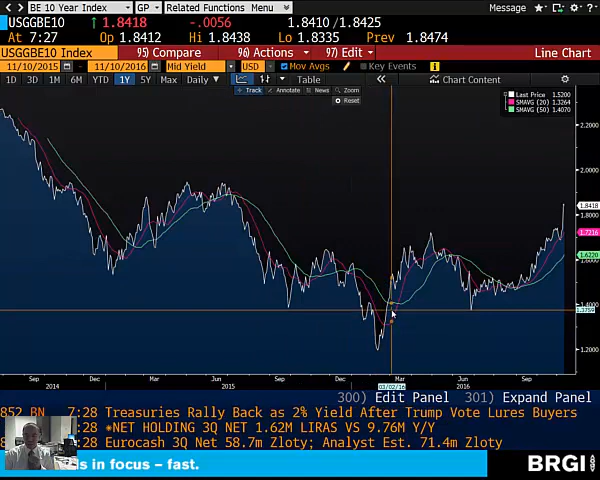 < > BE 10 Year Index GP Related Functions Menu Message
USGGBE10 ↑ 1.8418 -.0056 1.8410 / 1.8425
At 7:27 Op 1.8412 Hi 1.8438 Lo 1.8335 Prev 1.8474
USGGBE10 Index 95) Compare 96) Actions 97) Edit Line Chart
11/10/2015 11/10/2016 Mid Yield USD Mov Avgs Key Events
1D 3D 1M 6M YTD 1Y 5Y Max Daily Table Chart Content
Track Annotate News Zoom
Reset
Last Price 1.5200
SMAVG (20) 1.3264
SMAVG (50) 1.4070
2.2000
2.0000
1.8418
1.8000
1.7216
1.6220
1.6000
1.4000
1.3759
1.2000
Sep Dec Mar Jun Sep Dec Mar Jun Sep
2014 2015 03/02/16 2016
300) Edit Panel 301) Expand Panel
852 BN 7:28 Treasuries Rally Back as 2% Yield After Trump Vote Lures Buyers
:28 *NET HOLDING 3Q NET 1.62M LIRAS VS 9.76M Y/Y
:28 Eurocash 3Q Net 58.7m Zloty; Analyst Est. 71.4m Zloty
s in focus – fast.
BRGI